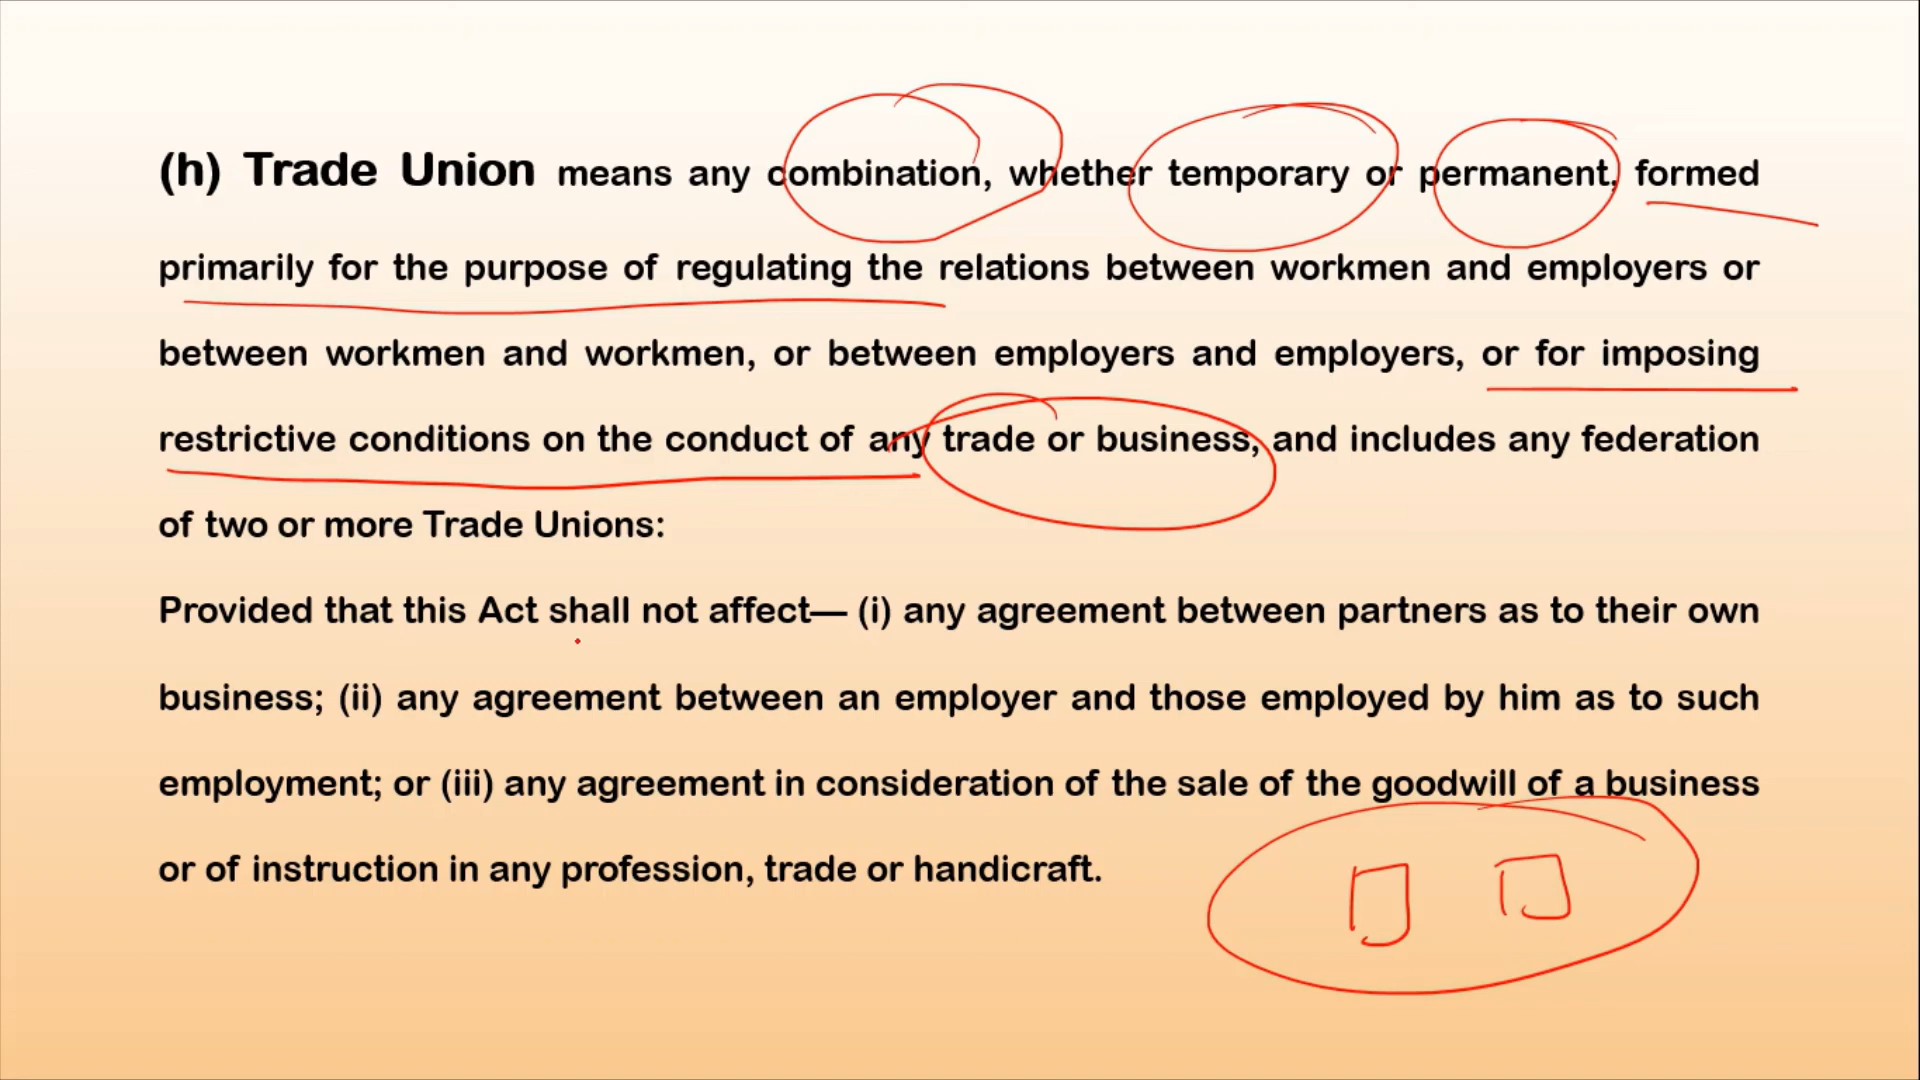 (h) Trade Union means any combination, whether temporary or permanent, formed
primarily for the purpose of regulating the relations between workmen and employers or
between workmen and workmen, or between employers and employers, or for imposing
restrictive conditions on the conduct of any trade or business, and includes any federation
of two or more Trade Unions:
Provided that this Act shall not affect— (i) any agreement between partners as to their own
business; (ii) any agreement between an employer and those employed by him as to such
employment; or (iii) any agreement in consideration of the sale of the goodwill of a business
or of instruction in any profession, trade or handicraft.